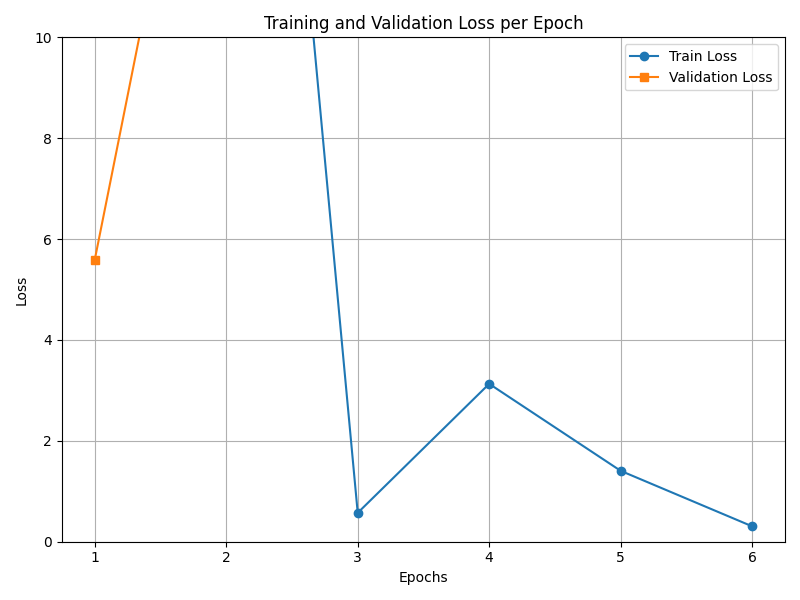 Training and Validation Loss per Epoch
Train Loss
Validation Loss
Loss
10
8
6
4
2
0
1 2 3 4 5 6
Epochs